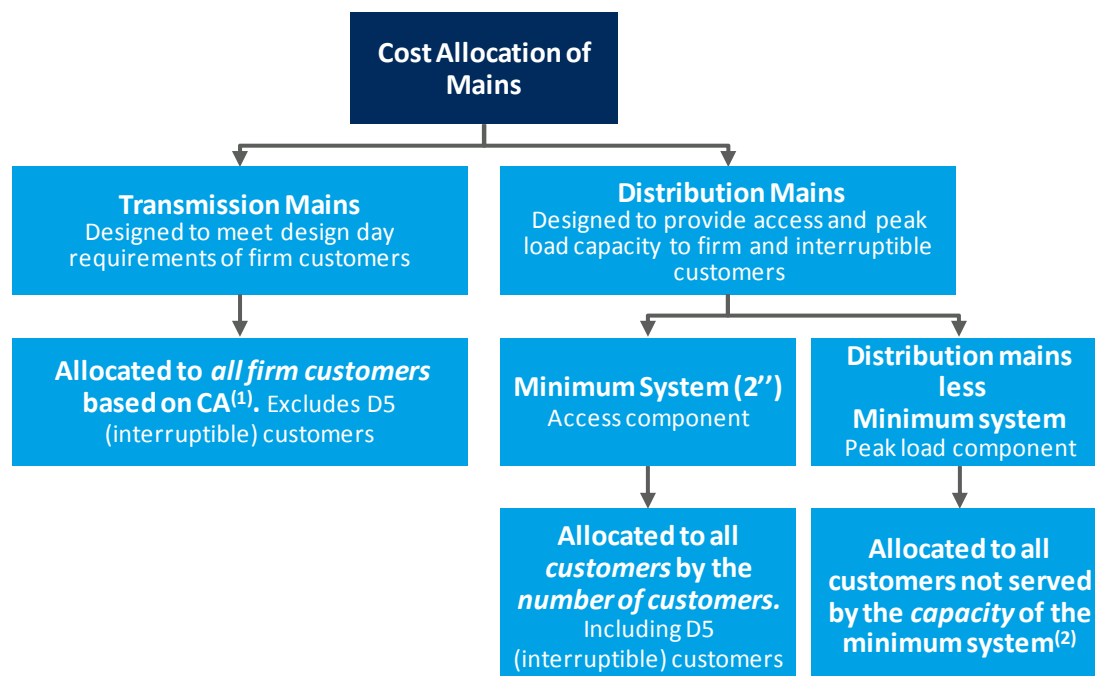 Cost Allocation of
Mains
Transmission Mains
Designed to meet design day
requirements of firm customers
Distribution Mains
Designed to provide access and peak
load capacity to firm and interruptible
customers
Allocated to all firm customers
based on CA(1). Excludes D5
(interruptible) customers
Minimum System (2’’)
Access component
Distribution mains
less
Minimum system
Peak load component
Allocated to all
customers by the
number of customers.
Including D5
(interruptible) customers
Allocated to all
customers not served
by the capacity of the
minimum system(2)